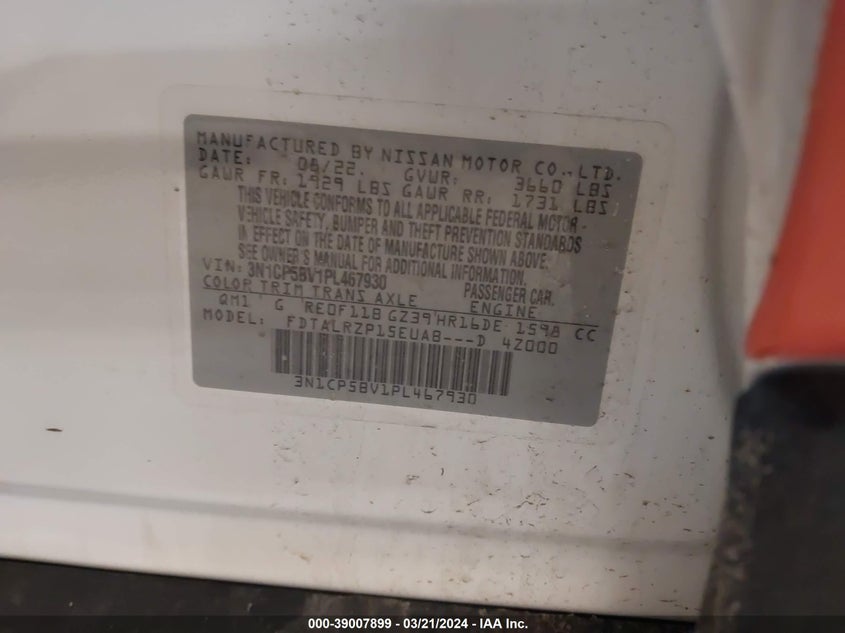 MANUFACTURED BY NISSAN MOTOR CO., LTD.
DATE: 08/22. GVWR: 3660 LBS
GAWR FR: 1929 LBS GAWR RR: 1731 LBS
THIS VEHICLE CONFORMS TO ALL APPLICABLE FEDERAL MOTOR-
VEHICLE SAFETY, BUMPER AND THEFT PREVENTION STANDARDS
IN EFFECT ON THE DATE OF MANUFACTURE SHOWN ABOVE.
SEE OWNER'S MANUAL FOR ADDITIONAL INFORMATION.
VIN: 3N1CP5BV1PL467930 PASSENGER CAR.
COLOR TRIM TRANS AXLE ENGINE
QM1 G RE0F11B GZ39 HR16DE 1598 CC
MODEL: FDTALRZP15EUAB---D 4Z000
3N1CP5BV1PL467930
000-39007899 — 03/21/2024 — IAA Inc.